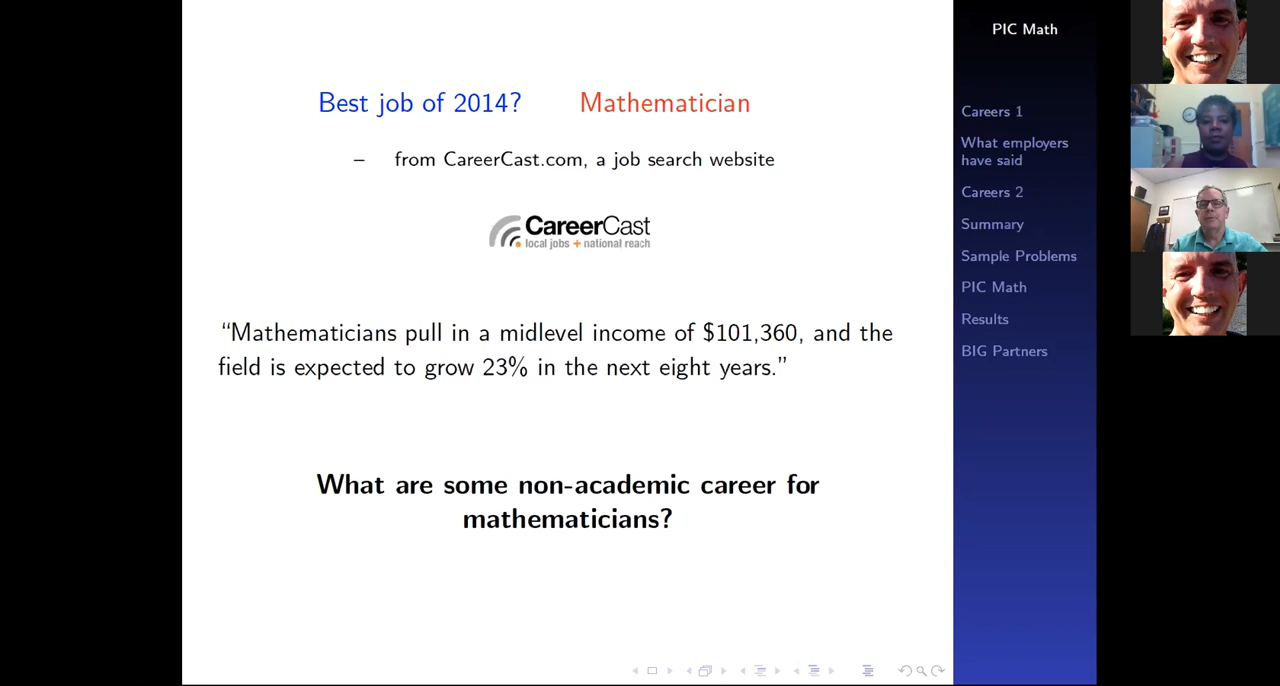 Best job of 2014? Mathematician
– from CareerCast.com, a job search website
CareerCast
local jobs + national reach
“Mathematicians pull in a midlevel income of $101,360, and the
field is expected to grow 23% in the next eight years.”
What are some non-academic career for
mathematicians?
PIC Math
Careers 1
What employers
have said
Careers 2
Summary
Sample Problems
PIC Math
Results
BIG Partners